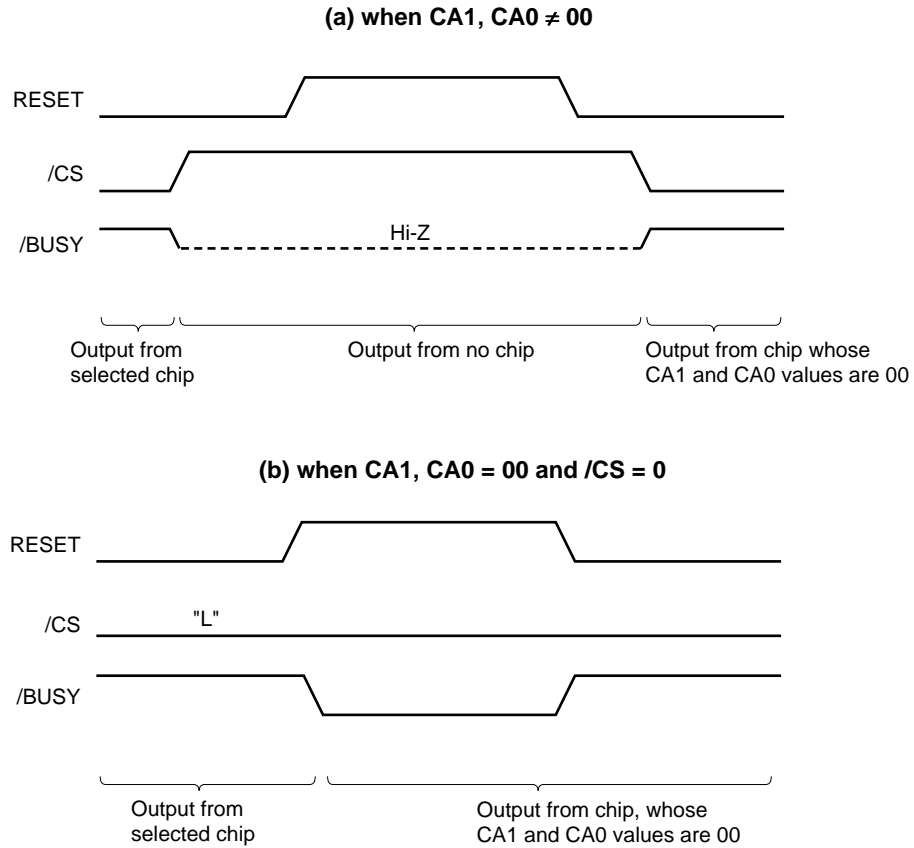 (a) when CA1, CA0 ≠ 00
RESET
/CS
/BUSY
Hi-Z
Output from
selected chip
Output from no chip
Output from chip whose
CA1 and CA0 values are 00
(b) when CA1, CA0 = 00 and /CS = 0
RESET
/CS
"L"
/BUSY
Output from
selected chip
Output from chip, whose
CA1 and CA0 values are 00